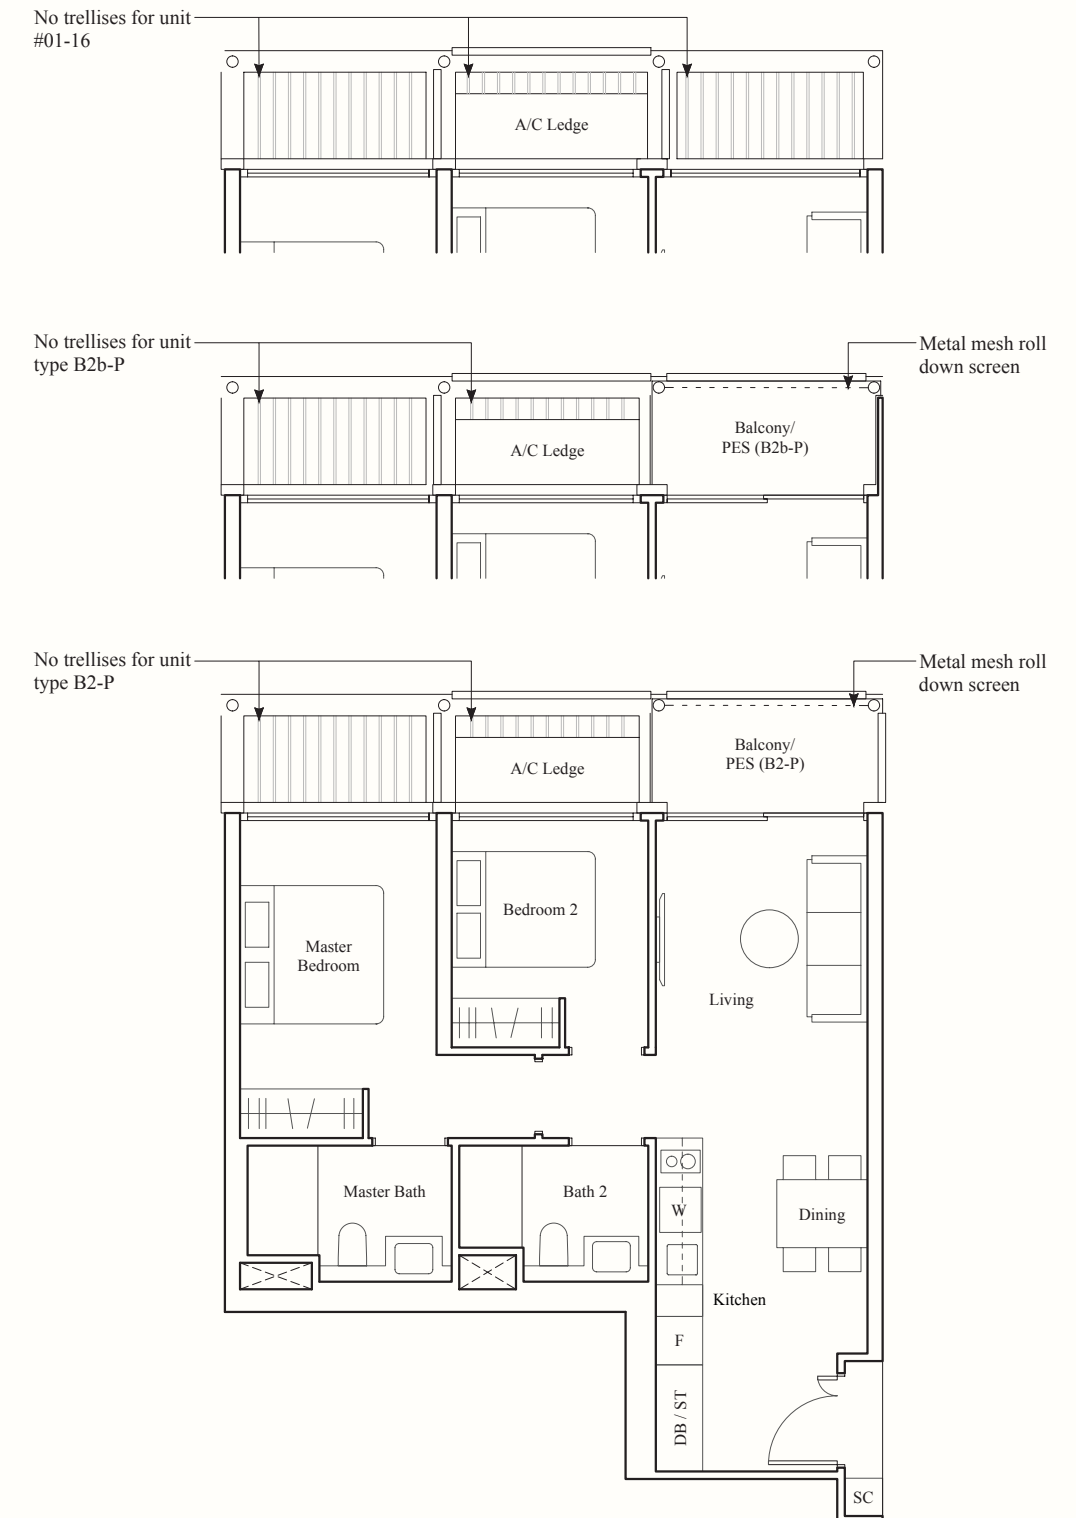 No trellises for unit
#01-16
A/C Ledge
No trellises for unit
type B2b-P
Metal mesh roll
down screen
A/C Ledge
Balcony/
PES (B2b-P)
No trellises for unit
type B2-P
Metal mesh roll
down screen
A/C Ledge
Balcony/
PES (B2-P)
Master
Bedroom
Bedroom 2
Living
Master Bath
Bath 2
W
Dining
Kitchen
F
DB / ST
SC